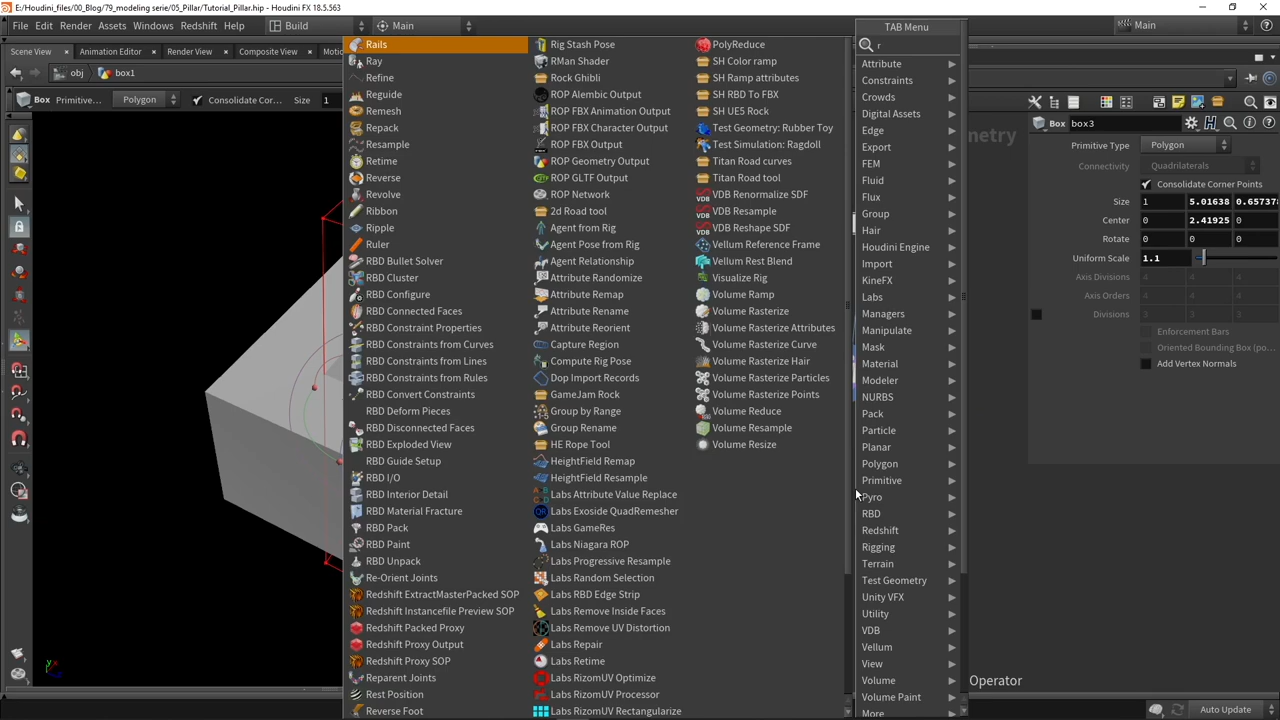 E:/Houdini_files/00_Blog/79_modeling serie/05_Pillar/Tutorial_Pillar.hip - Houdini FX 18.5.563
File Edit Render Assets Windows Redshift Help Build Main Main
Scene View Animation Editor Render View Composite View
obj box1
Box Primitive... Polygon Consolidate Cor... Size 1
Rails
Ray
Refine
Reguide
Remesh
Repack
Resample
Retime
Reverse
Revolve
Ribbon
Ripple
Ruler
RBD Bullet Solver
RBD Cluster
RBD Configure
RBD Connected Faces
RBD Constraint Properties
RBD Constraints from Curves
RBD Constraints from Lines
RBD Constraints from Rules
RBD Convert Constraints
RBD Deform Pieces
RBD Disconnected Faces
RBD Exploded View
RBD Guide Setup
RBD I/O
RBD Interior Detail
RBD Material Fracture
RBD Pack
RBD Paint
RBD Unpack
Re-Orient Joints
Redshift ExtractMasterPacked SOP
Redshift Instancefile Preview SOP
Redshift Packed Proxy
Redshift Proxy Output
Redshift Proxy SOP
Reparent Joints
Rest Position
Reverse Foot
Rig Stash Pose
RMan Shader
Rock Ghibli
ROP Alembic Output
ROP FBX Animation Output
ROP FBX Character Output
ROP FBX Output
ROP Geometry Output
ROP GLTF Output
ROP Network
2d Road tool
Agent from Rig
Agent Pose from Rig
Agent Relationship
Attribute Randomize
Attribute Remap
Attribute Rename
Attribute Reorient
Capture Region
Compute Rig Pose
Dop Import Records
GameJam Rock
Group by Range
Group Rename
HE Rope Tool
HeightField Remap
HeightField Resample
Labs Attribute Value Replace
Labs Exoside QuadRemesher
Labs GameRes
Labs Niagara ROP
Labs Progressive Resample
Labs Random Selection
Labs RBD Edge Strip
Labs Remove Inside Faces
Labs Remove UV Distortion
Labs Repair
Labs Retime
Labs RizomUV Optimize
Labs RizomUV Processor
Labs RizomUV Rectangularize
PolyReduce
SH Color ramp
SH Ramp attributes
SH RBD To FBX
SH UE5 Rock
Test Geometry: Rubber Toy
Test Simulation: Ragdoll
Titan Road curves
Titan Road tool
VDB Renormalize SDF
VDB Resample
VDB Reshape SDF
Vellum Reference Frame
Vellum Rest Blend
Visualize Rig
Volume Ramp
Volume Rasterize
Volume Rasterize Attributes
Volume Rasterize Curve
Volume Rasterize Hair
Volume Rasterize Particles
Volume Rasterize Points
Volume Reduce
Volume Resample
Volume Resize
TAB Menu
r
Attribute
Constraints
Crowds
Digital Assets
Edge
Export
FEM
Fluid
Flux
Group
Hair
Houdini Engine
Import
KineFX
Labs
Managers
Manipulate
Mask
Material
Modeler
NURBS
Pack
Particle
Planar
Polygon
Primitive
Pyro
RBD
Redshift
Rigging
Terrain
Test Geometry
Unity VFX
Utility
VDB
Vellum
View
Volume
Volume Paint
More
Box box3
Primitive Type Polygon
Connectivity Quadrilaterals
Consolidate Corner Points
Size 1 5.01638
Center 0 2.41925 0
Rotate 0 0 0
Uniform Scale 1.1
Axis Divisions 4 4 4
Axis Orders 4 4 4
Divisions 3 3 3
Enforcement Bars
Oriented Bounding Box (po...
Add Vertex Normals
Operator
y x
Auto Update